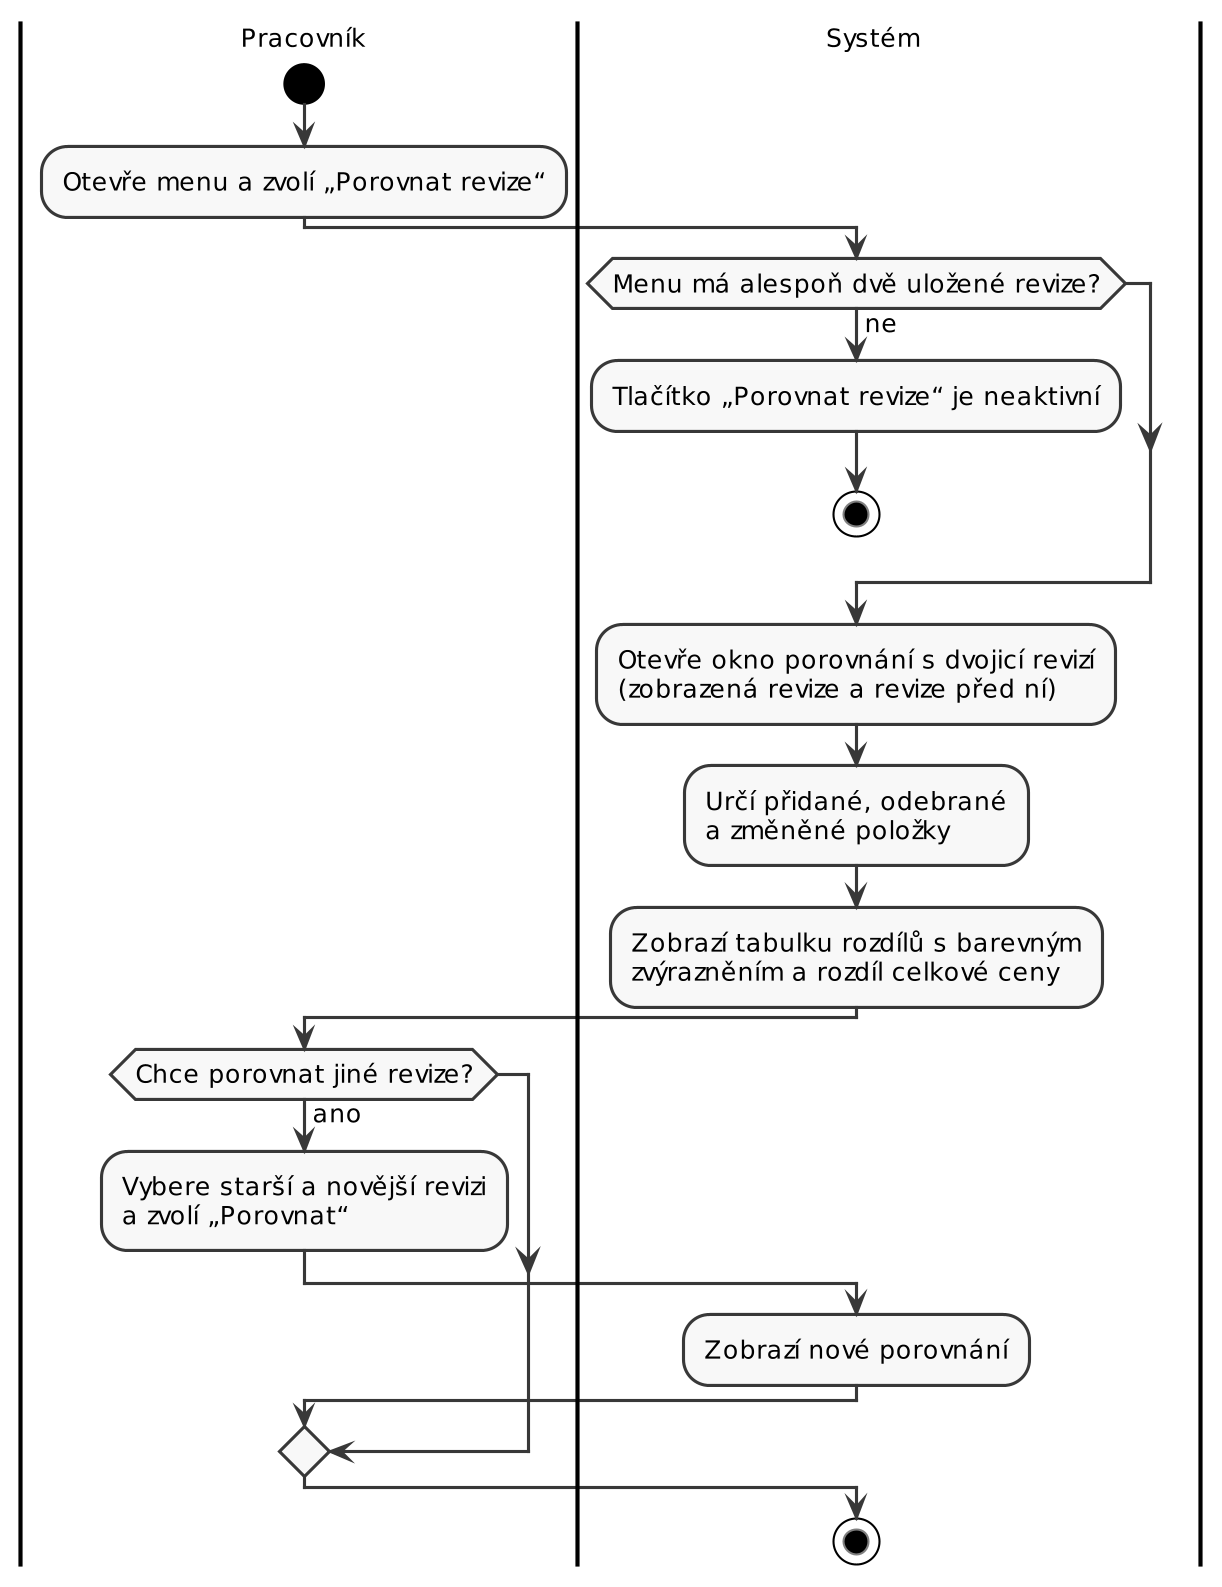 Pracovník
Systém
Otevře menu a zvolí „Porovnat revize“
Menu má alespoň dvě uložené revize?
ne
Tlačítko „Porovnat revize“ je neaktivní
Otevře okno porovnání s dvojicí revizí
(zobrazená revize a revize před ní)
Určí přidané, odebrané
a změněné položky
Zobrazí tabulku rozdílů s barevným
zvýrazněním a rozdíl celkové ceny
Chce porovnat jiné revize?
ano
Vybere starší a novější revizi
a zvolí „Porovnat“
Zobrazí nové porovnání